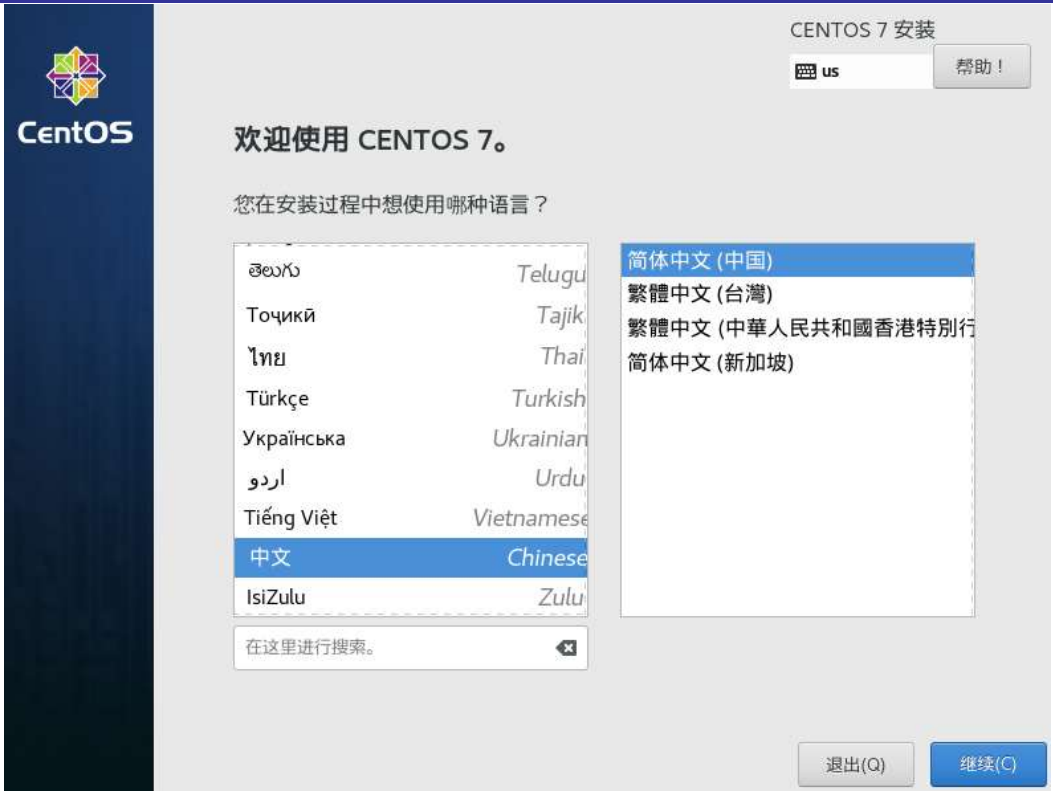 CENTOS 7 安装
us
帮助！
CentOS
欢迎使用 CENTOS 7。
您在安装过程中想使用哪种语言？
తెలుగు Telugu
Тоҷикӣ Tajik
ไทย Thai
Türkçe Turkish
Українська Ukrainian
اردو Urdu
Tiếng Việt Vietnamese
中文 Chinese
IsiZulu Zulu
简体中文 (中国)
繁體中文 (台灣)
繁體中文 (中華人民共和國香港特別行
简体中文 (新加坡)
在这里进行搜索。
退出(Q)
继续(C)